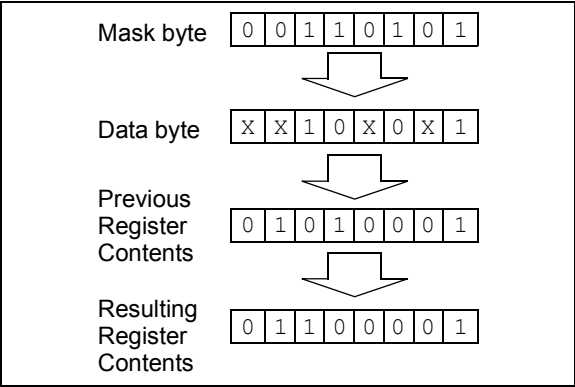 Mask byte 0 0 1 1 0 1 0 1
Data byte X X 1 0 X 0 X 1
Previous
Register 0 1 0 1 0 0 0 1
Contents
Resulting
Register 0 1 1 0 0 0 0 1
Contents